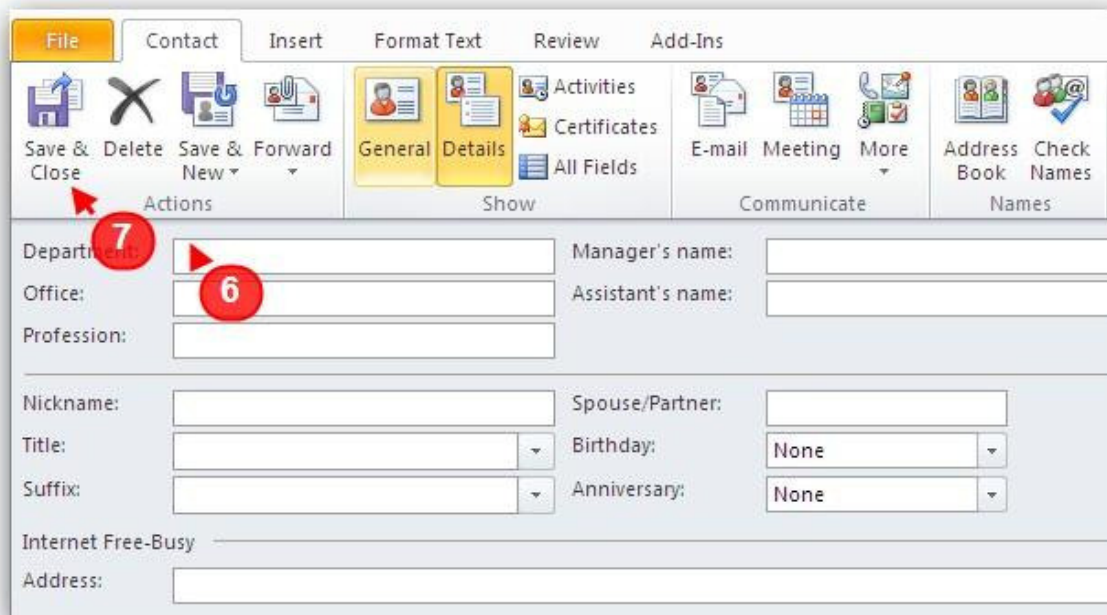 File Contact Insert Format Text Review Add-Ins
Save & Close Delete Save & New Forward
Actions
General Details Activities
Certificates
All Fields
Show
E-mail Meeting More
Communicate
Address Book Check Names
Names
7
6
Department: Manager's name:
Office: Assistant's name:
Profession:
Nickname: Spouse/Partner:
Title: Birthday: None
Suffix: Anniversary: None
Internet Free-Busy
Address: